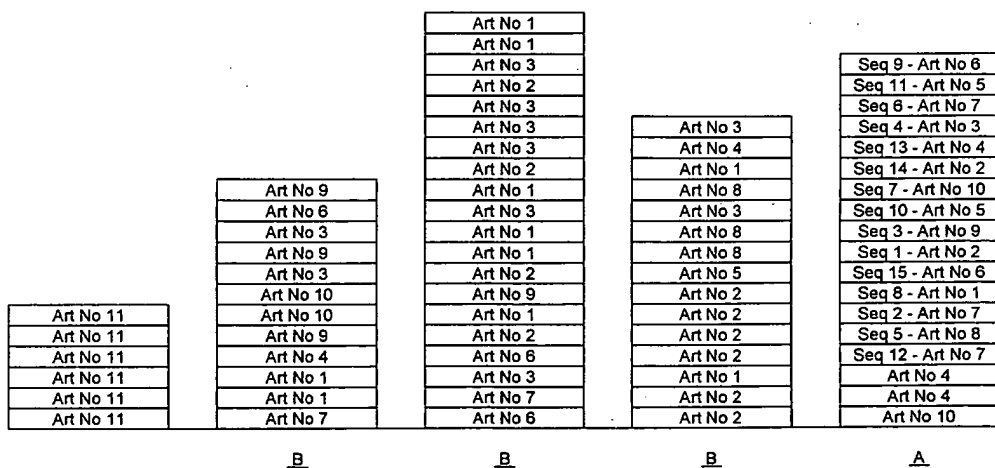 Art No 11
Art No 11
Art No 11
Art No 11
Art No 11
Art No 11
Art No 9
Art No 6
Art No 3
Art No 9
Art No 3
Art No 10
Art No 10
Art No 9
Art No 4
Art No 1
Art No 1
Art No 7
B
Art No 1
Art No 1
Art No 3
Art No 2
Art No 3
Art No 3
Art No 3
Art No 2
Art No 1
Art No 3
Art No 1
Art No 1
Art No 2
Art No 9
Art No 1
Art No 2
Art No 6
Art No 3
Art No 7
Art No 6
B
Art No 3
Art No 4
Art No 1
Art No 8
Art No 3
Art No 8
Art No 8
Art No 5
Art No 2
Art No 2
Art No 2
Art No 2
Art No 1
Art No 2
Art No 2
B
Seq 9 - Art No 6
Seq 11 - Art No 5
Seq 6 - Art No 7
Seq 4 - Art No 3
Seq 13 - Art No 4
Seq 14 - Art No 2
Seq 7 - Art No 10
Seq 10 - Art No 5
Seq 3 - Art No 9
Seq 1 - Art No 2
Seq 15 - Art No 6
Seq 8 - Art No 1
Seq 2 - Art No 7
Seq 5 - Art No 8
Seq 12 - Art No 7
Art No 4
Art No 4
Art No 10
A